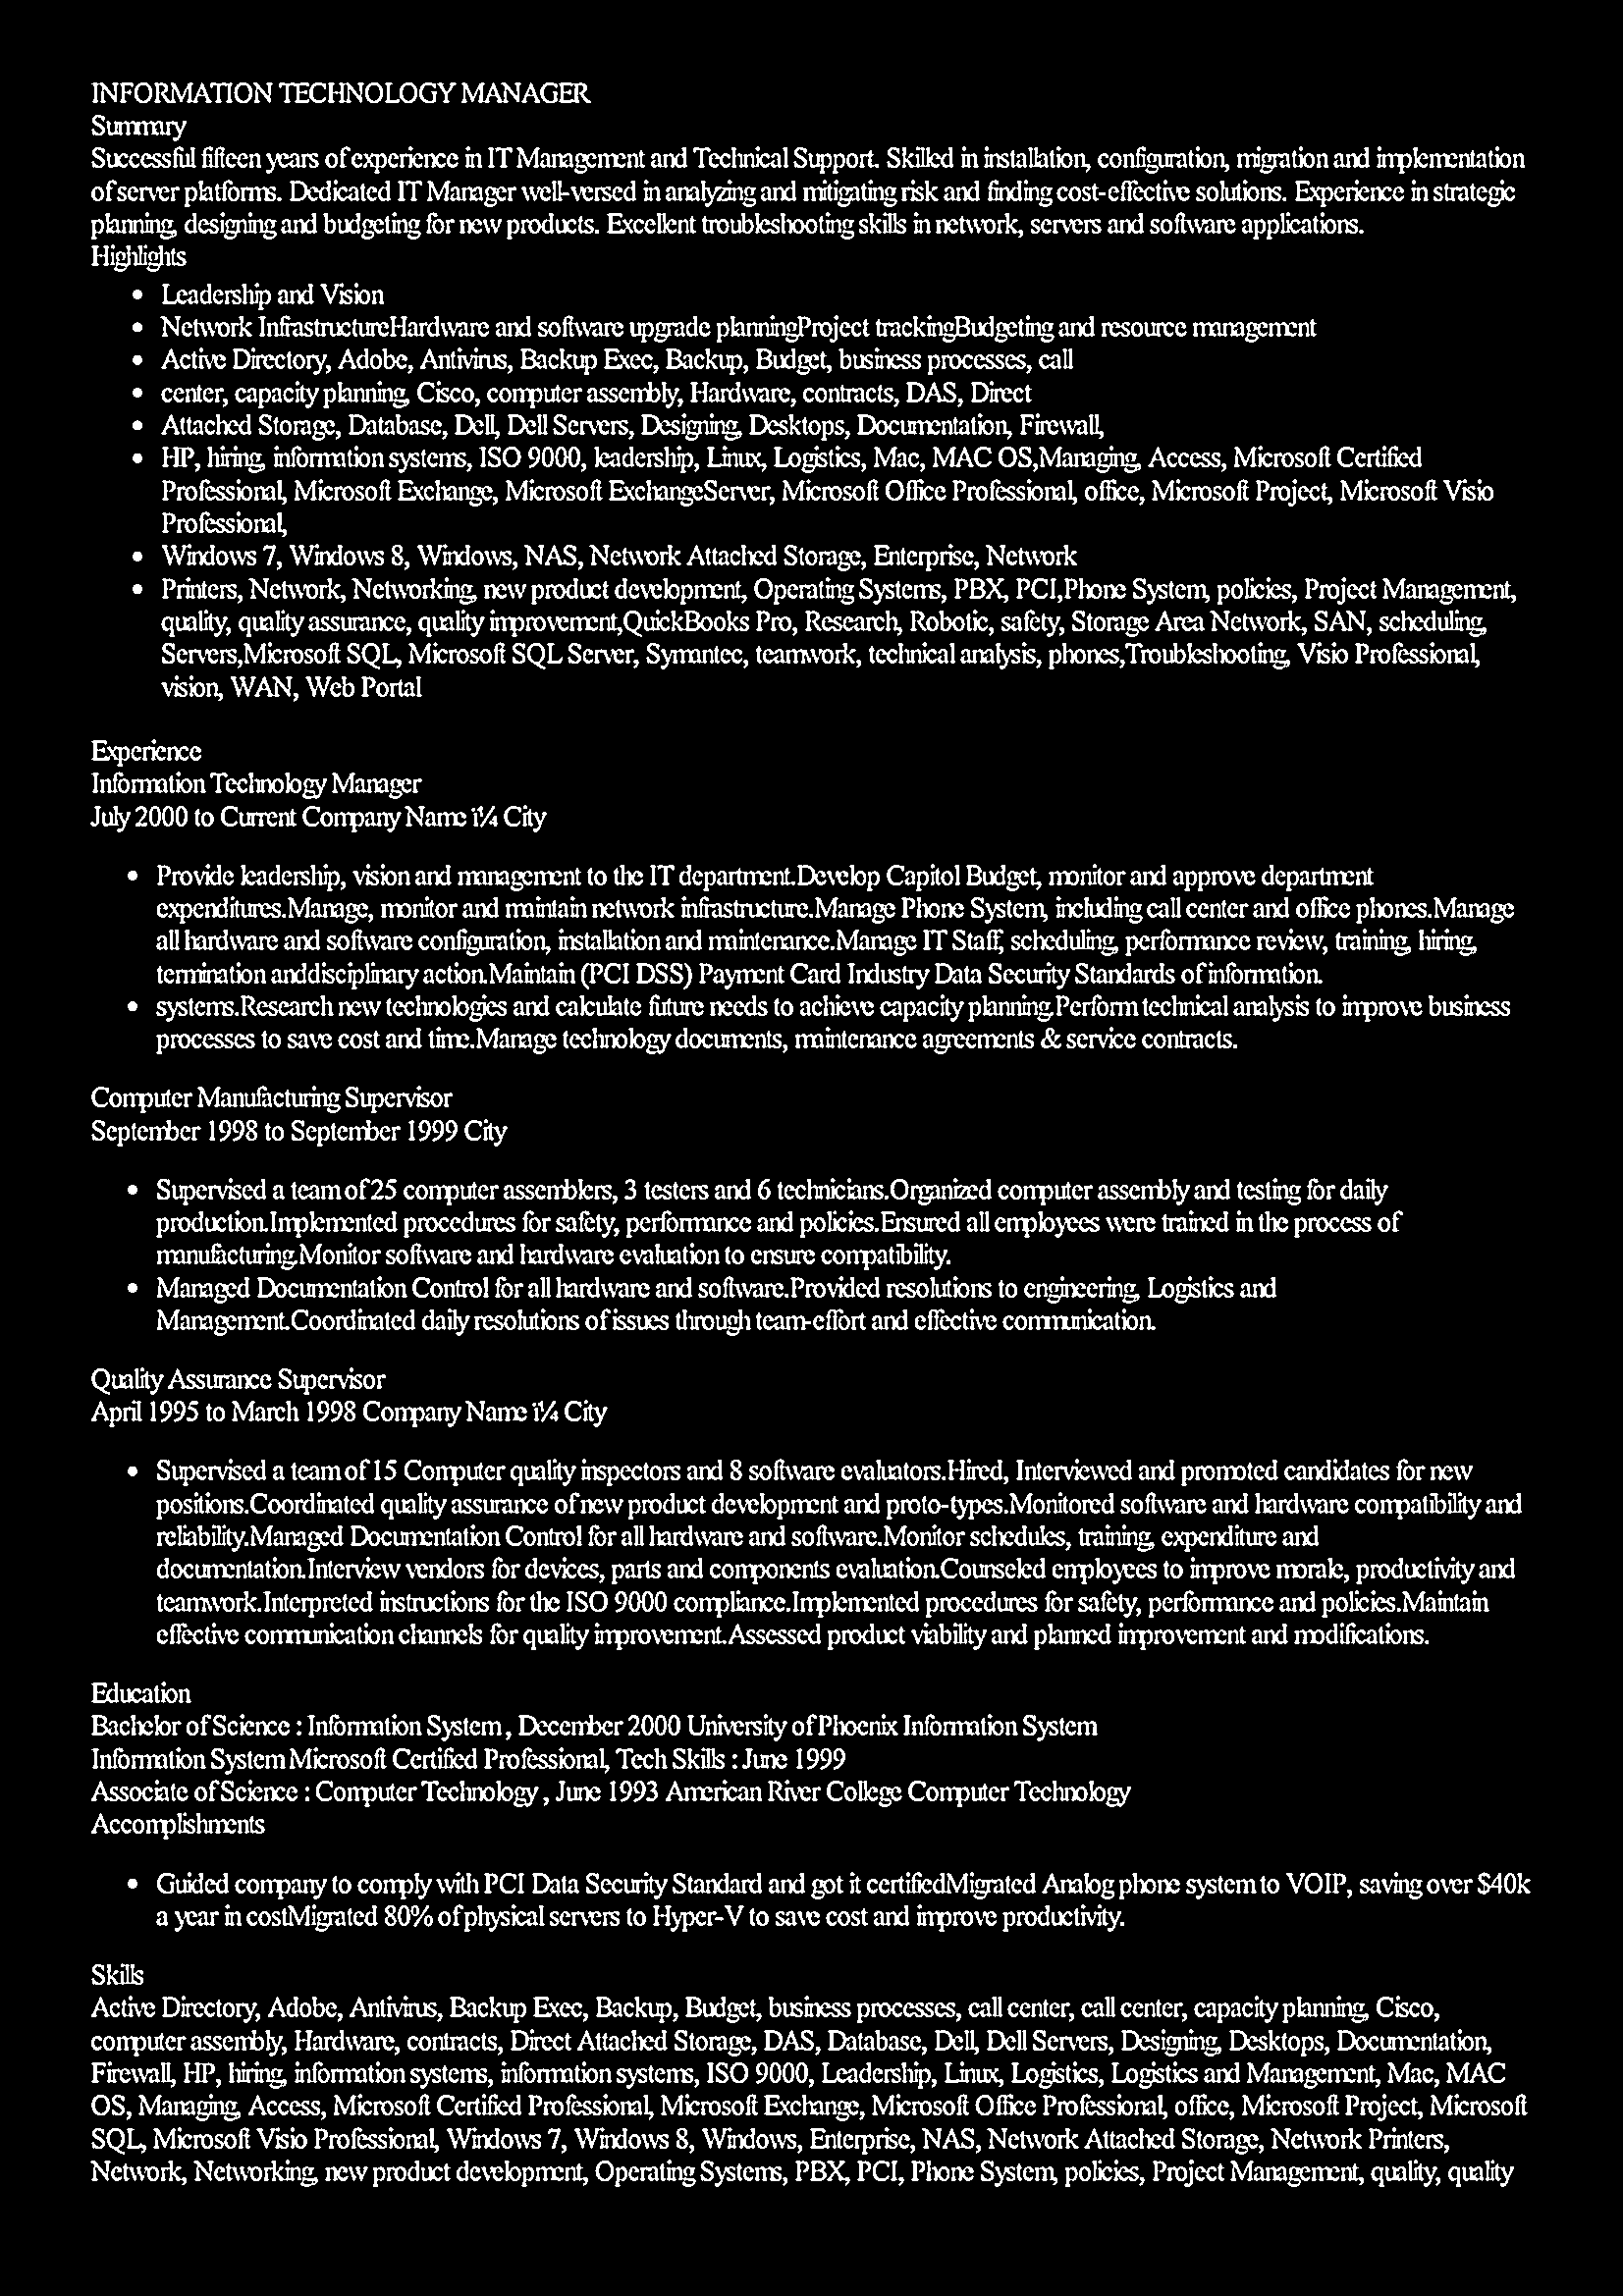 INFORMATION TECHNOLOGY MANAGER
Summary
Successful fifteen years of experience in IT Management and Technical Support. Skilled in installation, configuration, migration and implementation
of server platforms. Dedicated IT Manager well-versed in analyzing and mitigating risk and finding cost-effective solutions. Experience in strategic
planning, designing and budgeting for new products. Excellent troubleshooting skills in network, servers and software applications.
Highlights
• Leadership and Vision
• Network InfrastructureHardware and software upgrade planningProject trackingBudgeting and resource management
• Active Directory, Adobe, Antivirus, Backup Exec, Backup, Budget, business processes, call
• center, capacity planning, Cisco, computer assembly, Hardware, contracts, DAS, Direct
• Attached Storage, Database, Dell, Dell Servers, Designing, Desktops, Documentation, Firewall,
• HP, hiring, information systems, ISO 9000, leadership, Linux, Logistics, Mac, MAC OS,Managing, Access, Microsoft Certified
Professional, Microsoft Exchange, Microsoft ExchangeServer, Microsoft Office Professional, office, Microsoft Project, Microsoft Visio
Professional,
• Windows 7, Windows 8, Windows, NAS, Network Attached Storage, Enterprise, Network
• Printers, Network, Networking, new product development, Operating Systems, PBX, PCI,Phone System, policies, Project Management,
quality, quality assurance, quality improvement,QuickBooks Pro, Research, Robotic, safety, Storage Area Network, SAN, scheduling,
Servers,Microsoft SQL, Microsoft SQL Server, Symantec, teamwork, technical analysis, phones,Troubleshooting, Visio Professional,
vision, WAN, Web Portal
Experience
Information Technology Manager
July 2000 to Current Company Name ï¼ City
• Provide leadership, vision and management to the IT department.Develop Capitol Budget, monitor and approve department
expenditures.Manage, monitor and maintain network infrastructure.Manage Phone System, including call center and office phones.Manage
all hardware and software configuration, installation and maintenance.Manage IT Staff, scheduling, performance review, training, hiring,
termination anddisciplinary action.Maintain (PCI DSS) Payment Card Industry Data Security Standards of information.
• systems.Research new technologies and calculate future needs to achieve capacity planning.Perform technical analysis to improve business
processes to save cost and time.Manage technology documents, maintenance agreements & service contracts.
Computer Manufacturing Supervisor
September 1998 to September 1999 City
• Supervised a team of 25 computer assemblers, 3 testers and 6 technicians.Organized computer assembly and testing for daily
production.Implemented procedures for safety, performance and policies.Ensured all employees were trained in the process of
manufacturing.Monitor software and hardware evaluation to ensure compatibility.
• Managed Documentation Control for all hardware and software.Provided resolutions to engineering, Logistics and
Management.Coordinated daily resolutions of issues through team-effort and effective communication.
Quality Assurance Supervisor
April 1995 to March 1998 Company Name ï¼ City
• Supervised a team of 15 Computer quality inspectors and 8 software evaluators.Hired, Interviewed and promoted candidates for new
positions.Coordinated quality assurance of new product development and proto-types.Monitored software and hardware compatibility and
reliability.Managed Documentation Control for all hardware and software.Monitor schedules, training, expenditure and
documentation.Interview vendors for devices, parts and components evaluation.Counseled employees to improve morale, productivity and
teamwork.Interpreted instructions for the ISO 9000 compliance.Implemented procedures for safety, performance and policies.Maintain
effective communication channels for quality improvement.Assessed product viability and planned improvement and modifications.
Education
Bachelor of Science : Information System , December 2000 University of Phoenix Information System
Information System Microsoft Certified Professional, Tech Skills : June 1999
Associate of Science : Computer Technology , June 1993 American River College Computer Technology
Accomplishments
• Guided company to comply with PCI Data Security Standard and got it certifiedMigrated Analog phone system to VOIP, saving over $40k
a year in costMigrated 80% of physical servers to Hyper-V to save cost and improve productivity.
Skills
Active Directory, Adobe, Antivirus, Backup Exec, Backup, Budget, business processes, call center, call center, capacity planning, Cisco,
computer assembly, Hardware, contracts, Direct Attached Storage, DAS, Database, Dell, Dell Servers, Designing, Desktops, Documentation,
Firewall, HP, hiring, information systems, information systems, ISO 9000, Leadership, Linux, Logistics, Logistics and Management, Mac, MAC
OS, Managing, Access, Microsoft Certified Professional, Microsoft Exchange, Microsoft Office Professional, office, Microsoft Project, Microsoft
SQL, Microsoft Visio Professional, Windows 7, Windows 8, Windows, Enterprise, NAS, Network Attached Storage, Network Printers,
Network, Networking, new product development, Operating Systems, PBX, PCI, Phone System, policies, Project Management, quality, quality